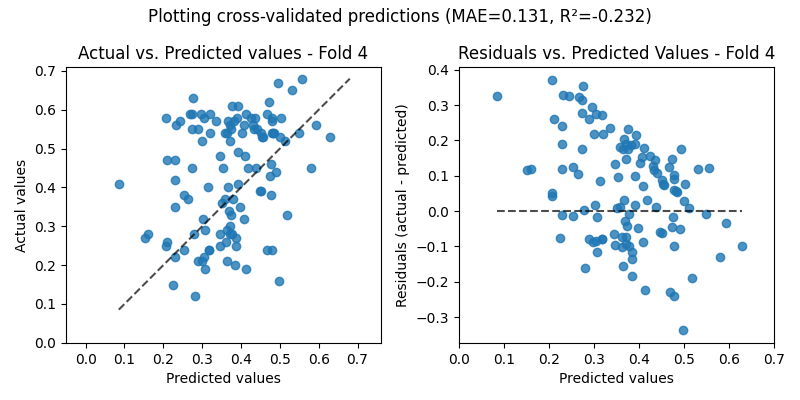 Plotting cross-validated predictions (MAE=0.131, R²=-0.232)
Actual vs. Predicted values - Fold 4
Actual values
0.7
0.6
0.5
0.4
0.3
0.2
0.1
0.0
0.0 0.1 0.2 0.3 0.4 0.5 0.6 0.7
Predicted values
Residuals vs. Predicted Values - Fold 4
Residuals (actual - predicted)
0.4
0.3
0.2
0.1
0.0
−0.1
−0.2
−0.3
0.0 0.1 0.2 0.3 0.4 0.5 0.6 0.7
Predicted values